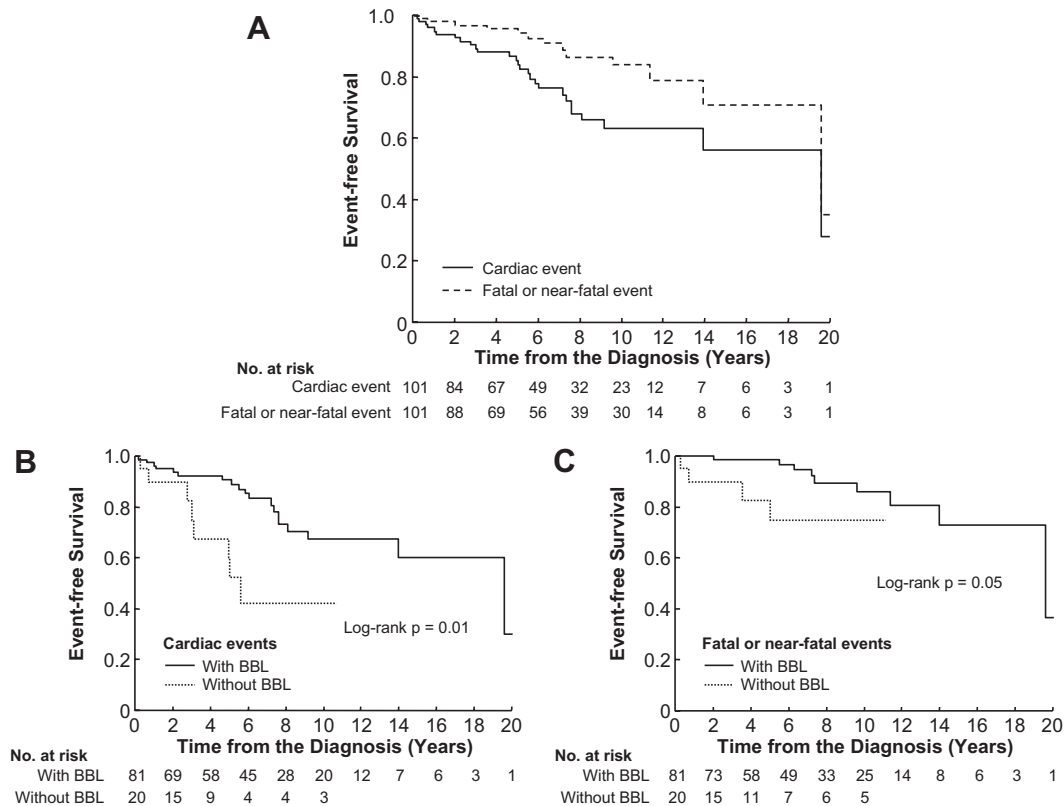 A
Event-free Survival
1.0
0.8
0.6
0.4
0.2
0
Cardiac event
Fatal or near-fatal event
0 2 4 6 8 10 12 14 16 18 20
Time from the Diagnosis (Years)
No. at risk
Cardiac event 101 84 67 49 32 23 12 7 6 3 1
Fatal or near-fatal event 101 88 69 56 39 30 14 8 6 3 1
B
Event-free Survival
1.0
0.8
0.6
0.4
0.2
0
Log-rank p = 0.01
Cardiac events
With BBL
Without BBL
0 2 4 6 8 10 12 14 16 18 20
Time from the Diagnosis (Years)
No. at risk
With BBL 81 69 58 45 28 20 12 7 6 3 1
Without BBL 20 15 9 4 4 3
C
Event-free Survival
1.0
0.8
0.6
0.4
0.2
0
Log-rank p = 0.05
Fatal or near-fatal events
With BBL
Without BBL
0 2 4 6 8 10 12 14 16 18 20
Time from the Diagnosis (Years)
No. at risk
With BBL 81 73 58 49 33 25 14 8 6 3 1
Without BBL 20 15 11 7 6 5